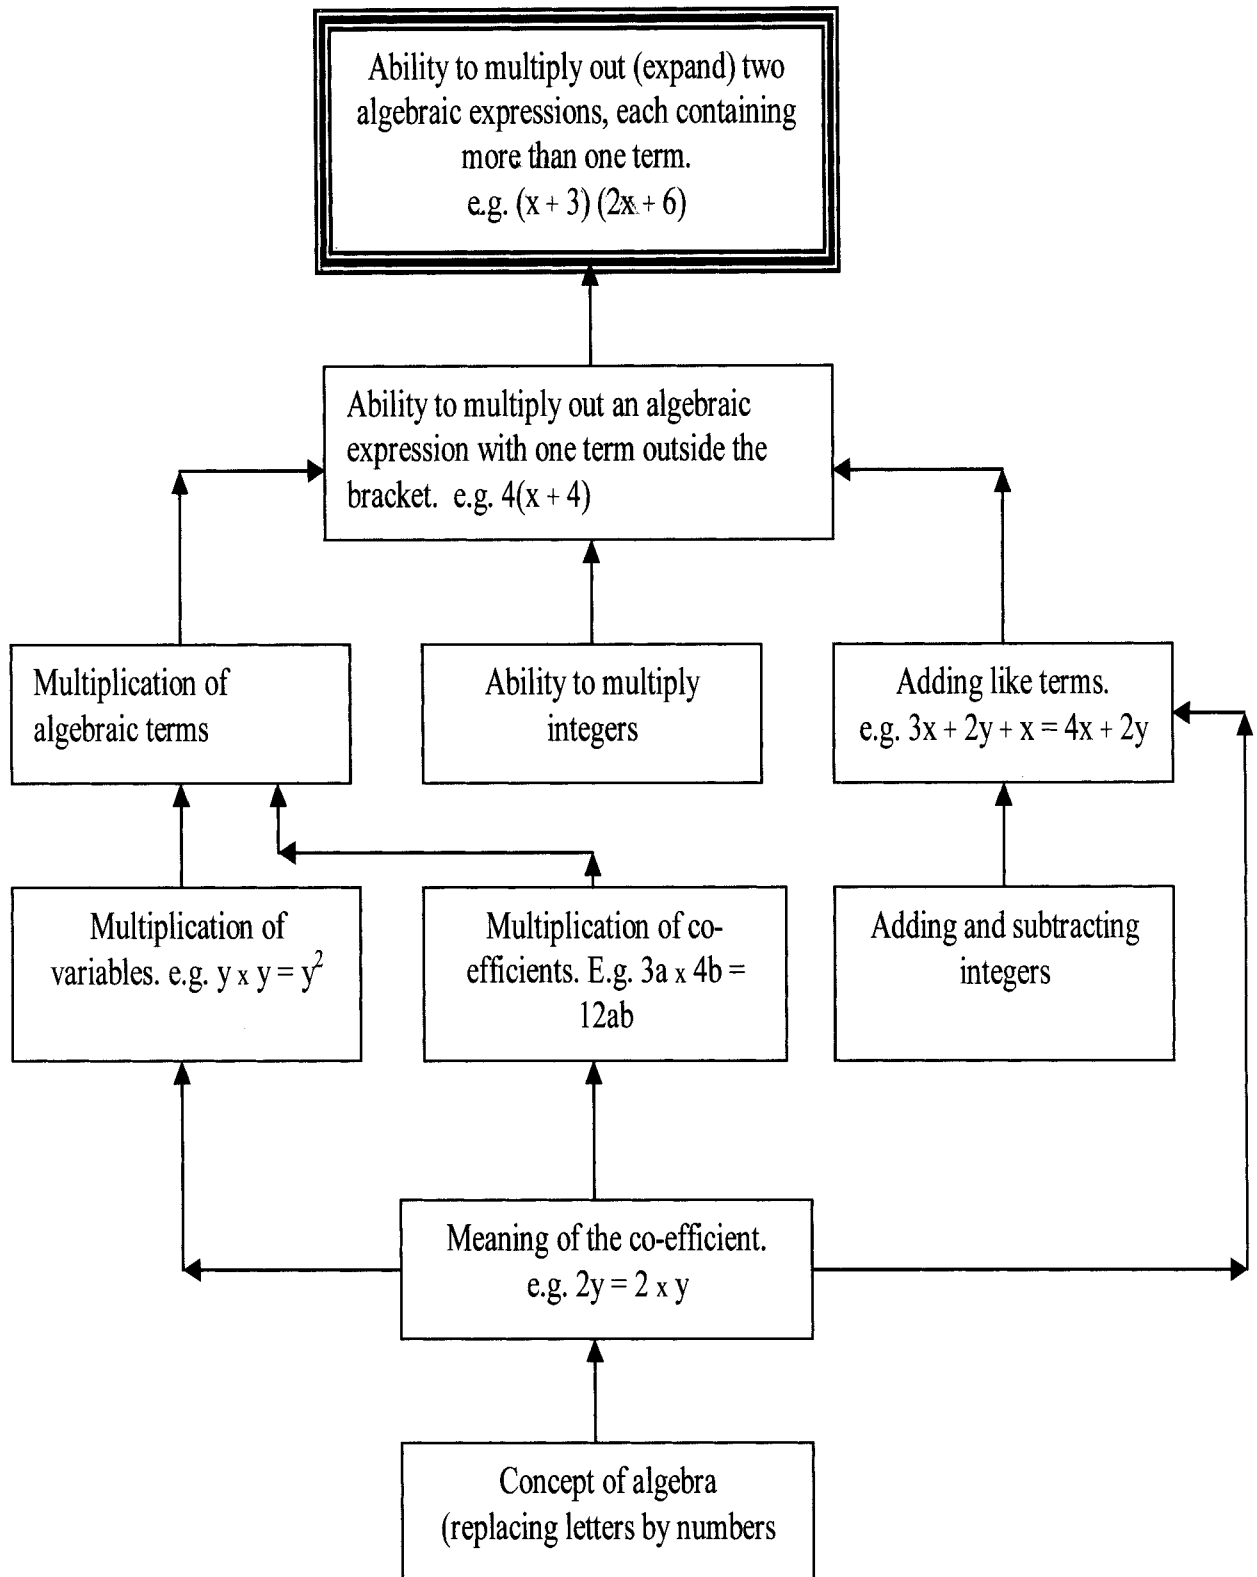 Ability to multiply out (expand) two
algebraic expressions, each containing
more than one term.
e.g. (x + 3) (2x + 6)
Ability to multiply out an algebraic
expression with one term outside the
bracket. e.g. 4(x + 4)
Multiplication of
algebraic terms
Ability to multiply
integers
Adding like terms.
e.g. 3x + 2y + x = 4x + 2y
Multiplication of
variables. e.g. y x y = y²
Multiplication of co-
efficients. E.g. 3a x 4b =
12ab
Adding and subtracting
integers
Meaning of the co-efficient.
e.g. 2y = 2 x y
Concept of algebra
(replacing letters by numbers